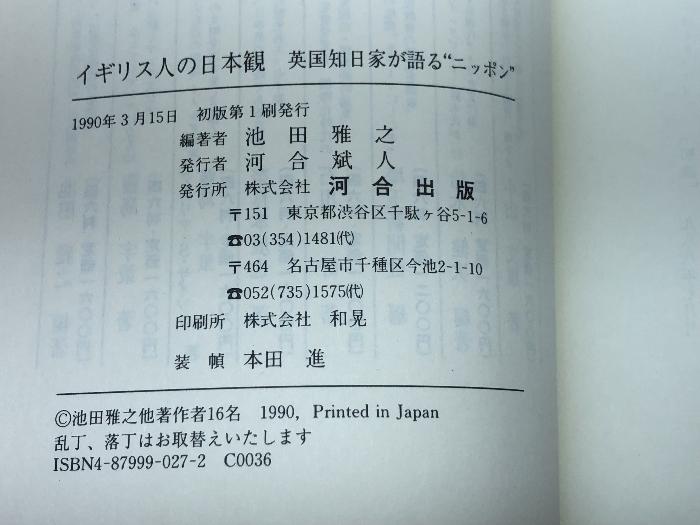 イギリス人の日本観 英国知日家が語る“ニッポン”
1990年3月15日 初版第1刷発行
編著者 池田雅之
発行者 河合斌人
発行所 株式会社 河合出版
〒151 東京都渋谷区千駄ヶ谷5-1-6
☎03(354)1481㈹
〒464 名古屋市千種区今池2-1-10
☎052(735)1575㈹
印刷所 株式会社 和晃
装幀 本田進
©池田雅之他著作者16名 1990, Printed in Japan
乱丁、落丁はお取替えいたします
ISBN4-87999-027-2 C0036